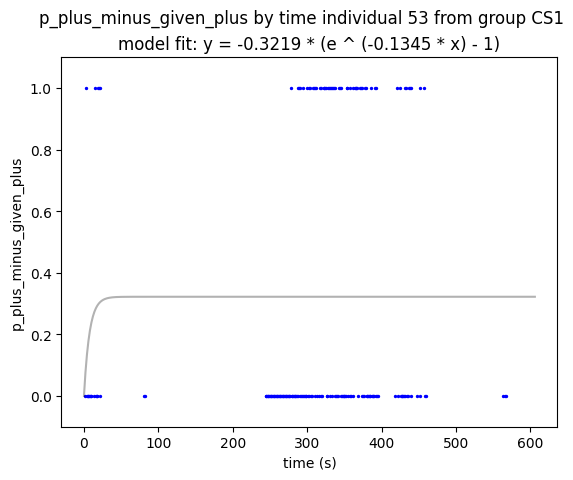 p_plus_minus_given_plus by time individual 53 from group CS1
model fit: y = -0.3219 * (e ^ (-0.1345 * x) - 1)
1.0
0.8
0.6
0.4
0.2
0.0
p_plus_minus_given_plus
0 100 200 300 400 500 600
time (s)